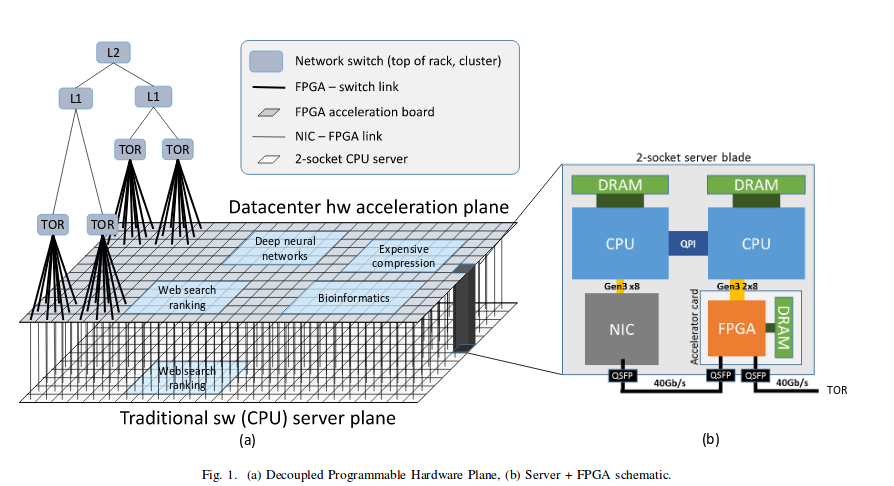 L2
L1
L1
TOR
TOR
TOR
TOR
Network switch (top of rack, cluster)
FPGA – switch link
FPGA acceleration board
NIC – FPGA link
2-socket CPU server
Datacenter hw acceleration plane
Deep neural
networks
Expensive
compression
Web search
ranking
Bioinformatics
Web search
ranking
Traditional sw (CPU) server plane
(a)
2-socket server blade
DRAM
DRAM
CPU
QPI
CPU
Gen3 x8
Gen3 2x8
NIC
Accelerator card
FPGA
DRAM
QSFP
QSFP
QSFP
40Gb/s
40Gb/s
TOR
(b)
Fig. 1. (a) Decoupled Programmable Hardware Plane, (b) Server + FPGA schematic.